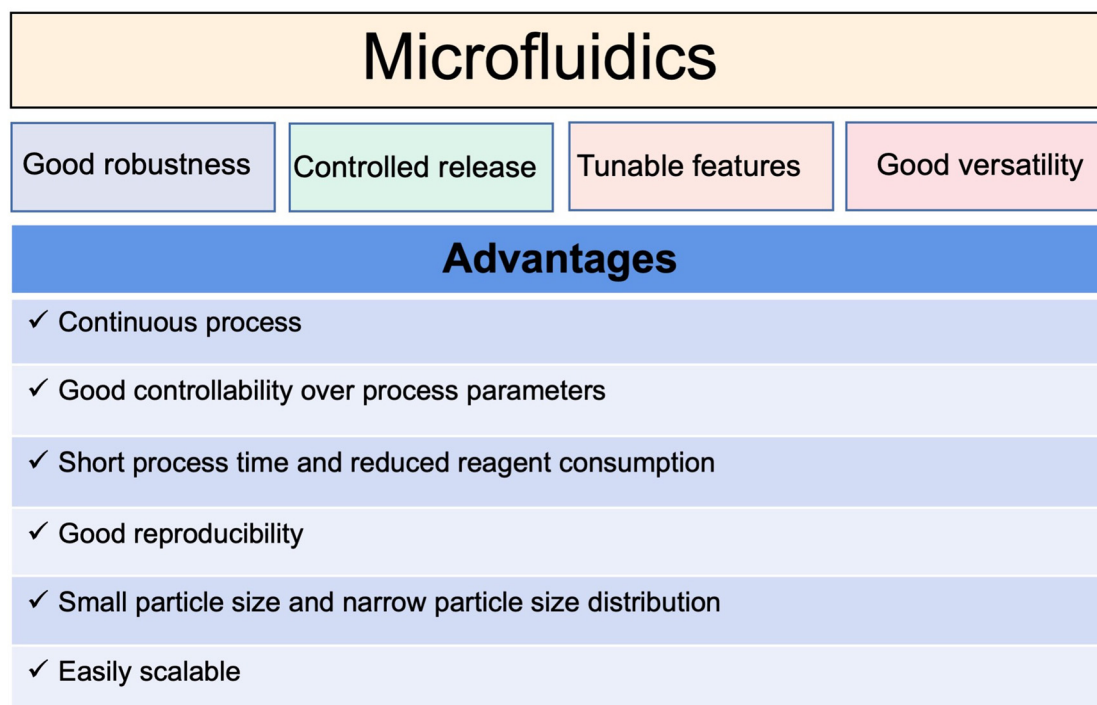 Microfluidics
Good robustness
Controlled release
Tunable features
Good versatility
Advantages
✓ Continuous process
✓ Good controllability over process parameters
✓ Short process time and reduced reagent consumption
✓ Good reproducibility
✓ Small particle size and narrow particle size distribution
✓ Easily scalable